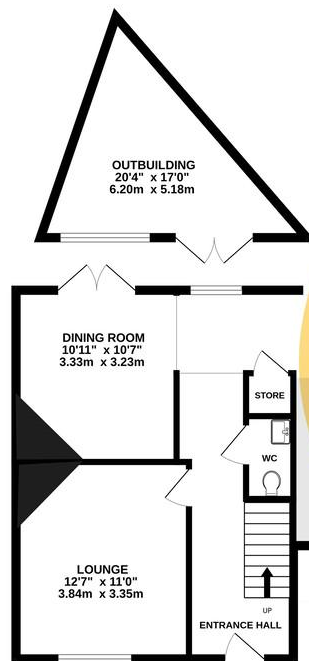 OUTBUILDING
20'4" x 17'0"
6.20m x 5.18m
DINING ROOM
10'11" x 10'7"
3.33m x 3.23m
STORE
WC
LOUNGE
12'7" x 11'0"
3.84m x 3.35m
UP
ENTRANCE HALL